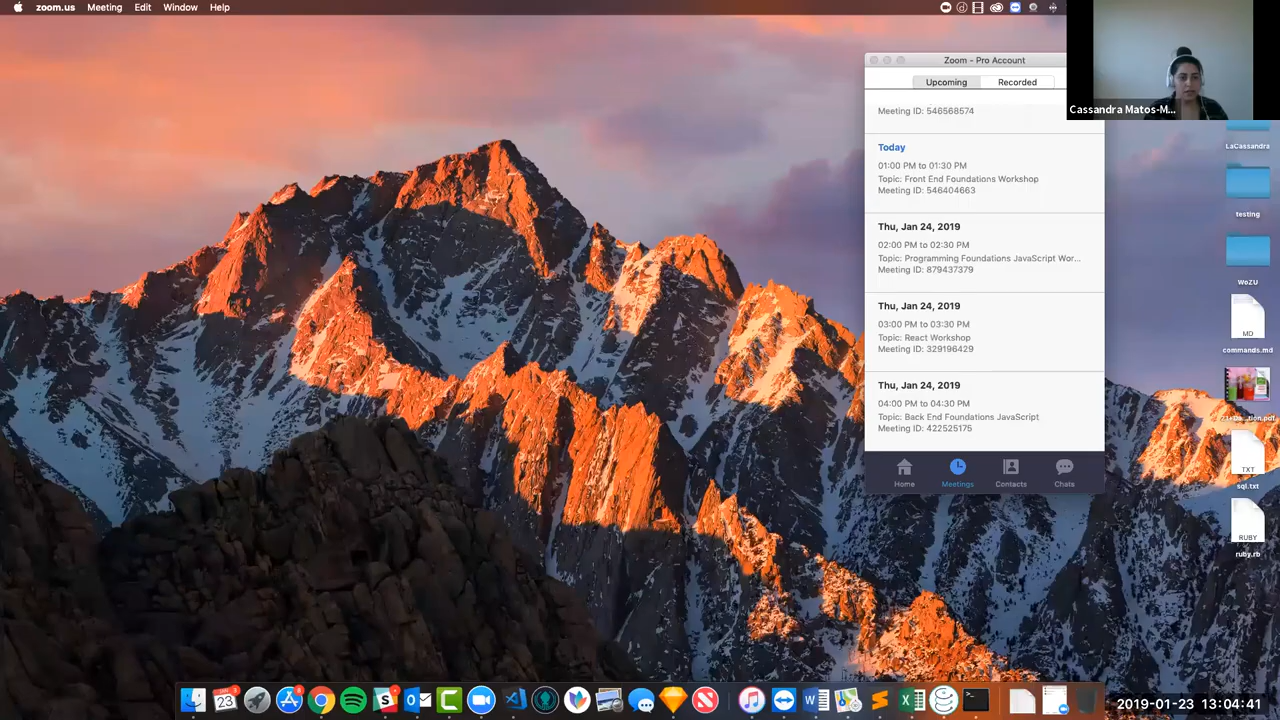 zoom.us Meeting Edit Window Help
Zoom - Pro Account
Upcoming Recorded
Meeting ID: 546568574
Today
01:00 PM to 01:30 PM
Topic: Front End Foundations Workshop
Meeting ID: 546404663
Thu, Jan 24, 2019
02:00 PM to 02:30 PM
Topic: Programming Foundations JavaScript Wor...
Meeting ID: 879437379
Thu, Jan 24, 2019
03:00 PM to 03:30 PM
Topic: React Workshop
Meeting ID: 329196429
Thu, Jan 24, 2019
04:00 PM to 04:30 PM
Topic: Back End Foundations JavaScript
Meeting ID: 422525175
Home Meetings Contacts Chats
Cassandra Matos-M...
LaCassandra
testing
WoZU
MD
commands.md
TXT
sql.txt
RUBY
ruby.rb
23
2019-01-23 13:04:41